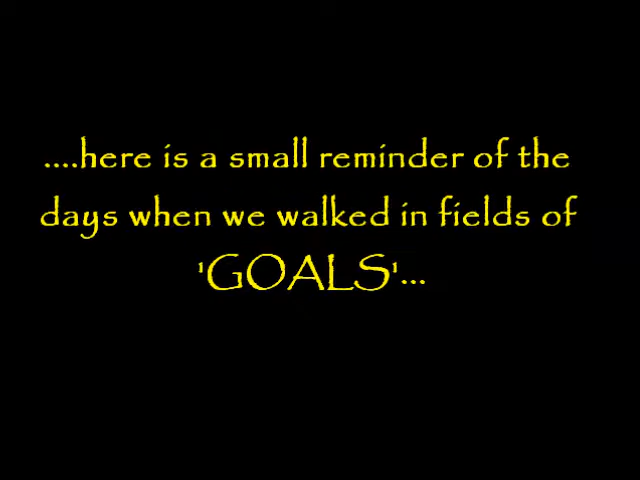 ....here is a small reminder of the
days when we walked in fields of
'GOALS'...